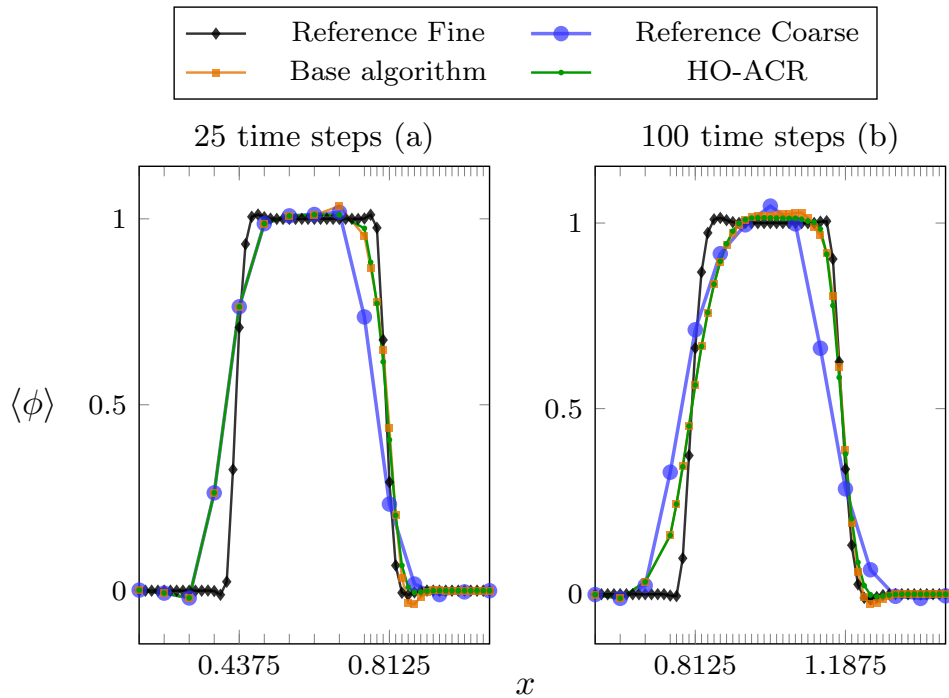 Reference Fine Reference Coarse
Base algorithm HO-ACR
25 time steps (a) 100 time steps (b)
1 1
0.5 0.5
⟨ϕ⟩
0 0
0.4375 0.8125 0.8125 1.1875
x